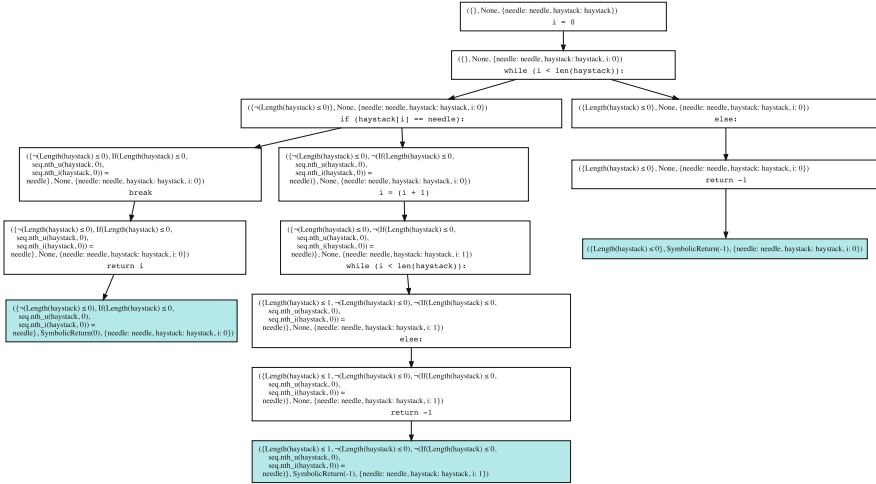 ({}, None, {needle: needle, haystack: haystack})
i = 0
({}, None, {needle: needle, haystack: haystack, i: 0})
while (i < len(haystack)):
({¬(Length(haystack) ≤ 0)}, None, {needle: needle, haystack: haystack, i: 0})
if (haystack[i] == needle):
({Length(haystack) ≤ 0}, None, {needle: needle, haystack: haystack, i: 0})
else:
({¬(Length(haystack) ≤ 0), If(Length(haystack) ≤ 0,
seq.nth_u(haystack, 0),
seq.nth_i(haystack, 0)) =
needle}, None, {needle: needle, haystack: haystack, i: 0})
break
({¬(Length(haystack) ≤ 0), ¬(If(Length(haystack) ≤ 0,
seq.nth_u(haystack, 0),
seq.nth_i(haystack, 0)) =
needle)}, None, {needle: needle, haystack: haystack, i: 0})
i = (i + 1)
({Length(haystack) ≤ 0}, None, {needle: needle, haystack: haystack, i: 0})
return -1
({¬(Length(haystack) ≤ 0), If(Length(haystack) ≤ 0,
seq.nth_u(haystack, 0),
seq.nth_i(haystack, 0)) =
needle}, None, {needle: needle, haystack: haystack, i: 0})
return i
({¬(Length(haystack) ≤ 0), ¬(If(Length(haystack) ≤ 0,
seq.nth_u(haystack, 0),
seq.nth_i(haystack, 0)) =
needle)}, None, {needle: needle, haystack: haystack, i: 1})
while (i < len(haystack)):
({Length(haystack) ≤ 0}, SymbolicReturn(-1), {needle: needle, haystack: haystack, i: 0})
({¬(Length(haystack) ≤ 0), If(Length(haystack) ≤ 0,
seq.nth_u(haystack, 0),
seq.nth_i(haystack, 0)) =
needle}, SymbolicReturn(0), {needle: needle, haystack: haystack, i: 0})
({Length(haystack) ≤ 1, ¬(Length(haystack) ≤ 0), ¬(If(Length(haystack) ≤ 0,
seq.nth_u(haystack, 0),
seq.nth_i(haystack, 0)) =
needle)}, None, {needle: needle, haystack: haystack, i: 1})
else:
({Length(haystack) ≤ 1, ¬(Length(haystack) ≤ 0), ¬(If(Length(haystack) ≤ 0,
seq.nth_u(haystack, 0),
seq.nth_i(haystack, 0)) =
needle)}, None, {needle: needle, haystack: haystack, i: 1})
return -1
({Length(haystack) ≤ 1, ¬(Length(haystack) ≤ 0), ¬(If(Length(haystack) ≤ 0,
seq.nth_u(haystack, 0),
seq.nth_i(haystack, 0)) =
needle)}, SymbolicReturn(-1), {needle: needle, haystack: haystack, i: 1})